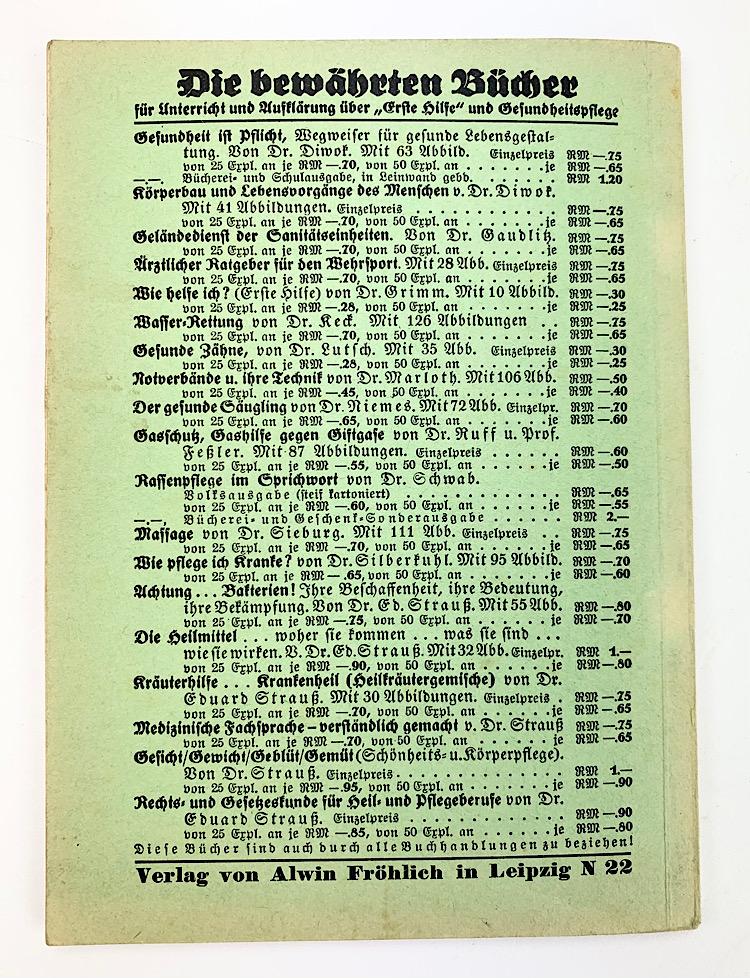 Die bewährten Bücher
für Unterricht und Aufklärung über „Erste Hilfe“ und Gesundheitspflege
Gesundheit ist Pflicht, Wegweiser für gesunde Lebensgestal-
tung. Von Dr. Diwok. Mit 63 Abbild. Einzelpreis RM —.75
von 25 Expl. an je RM —.70, von 50 Expl. an . . . . . . . je RM —.65
—.—. Bücherei- und Schulausgabe, in Leinwand gebb. . . . . . . RM 1.20
Körperbau und Lebensvorgänge des Menschen v. Dr. Diwok.
Mit 41 Abbildungen. Einzelpreis . . . . . . . . . . . . RM —.75
von 25 Expl. an je RM —.70, von 50 Expl. an . . . . . . . je RM —.65
Geländedienst der Sanitätseinheiten. Von Dr. Gaudlitz. RM —.75
von 25 Expl. an je RM —.70, von 50 Expl. an . . . . . . . je RM —.65
Ärztlicher Ratgeber für den Wehrsport. Mit 28 Abb. Einzelpreis RM —.75
von 25 Expl. an je RM —.70, von 50 Expl. an . . . . . . . je RM —.65
Wie helfe ich? (Erste Hilfe) von Dr. Grimm. Mit 10 Abbild. RM —.30
von 25 Expl. an je RM —.28, von 50 Expl. an . . . . . . . je RM —.25
Wasser-Rettung von Dr. Keck. Mit 126 Abbildungen . . RM —.75
von 25 Expl. an je RM —.70, von 50 Expl. an . . . . . . . je RM —.65
Gesunde Zähne, von Dr. Lutsch. Mit 35 Abb. Einzelpreis RM —.30
von 25 Expl. an je RM —.28, von 50 Expl. an . . . . . . . je RM —.25
Notverbände u. ihre Technik von Dr. Marloth. Mit 106 Abb. RM —.50
von 25 Expl. an je RM —.45, von 50 Expl. an . . . . . . . je RM —.40
Der gesunde Säugling von Dr. Niemes. Mit 72 Abb. Einzelpr. RM —.70
von 25 Expl. an je RM —.65, von 50 Expl. an . . . . . . . je RM —.60
Gasschutz, Gashilfe gegen Giftgase von Dr. Ruff u. Prof.
Feßler. Mit 87 Abbildungen. Einzelpreis . . . . . . RM —.60
von 25 Expl. an je RM —.55, von 50 Expl. an . . . . . . . je RM —.50
Rassenpflege im Sprichwort von Dr. Schwab.
Volksausgabe (steif kartoniert) . . . . . . . . . . . . RM —.65
von 25 Expl. an je RM —.60, von 50 Expl. an . . . . . . . je RM —.55
—.—. Bücherei- und Geschenk-Sonderausgabe . . . . . . RM 2.—
Massage von Dr. Sieburg. Mit 111 Abb. Einzelpreis . . RM —.75
von 25 Expl. an je RM —.70, von 50 Expl. an . . . . . . . je RM —.65
Wie pflege ich Kranke? von Dr. Silberkuhl. Mit 95 Abbild. RM —.70
von 25 Expl. an je RM —.65, von 50 Expl. an . . . . . . . je RM —.60
Achtung . . . Bakterien! Ihre Beschaffenheit, ihre Bedeutung,
ihre Bekämpfung. Von Dr. Ed. Strauß. Mit 55 Abb. RM —.80
von 25 Expl. an je RM —.75, von 50 Expl. an . . . . . . . je RM —.70
Die Heilmittel . . . woher sie kommen . . . was sie sind . . .
wie sie wirken. V. Dr. Ed. Strauß. Mit 32 Abb. Einzelpr. RM 1.—
von 25 Expl. an je RM —.90, von 50 Expl. an . . . . . . . je RM —.80
Kräuterhilfe . . . Krankenheil (Heilkräutergemische) von Dr.
Eduard Strauß. Mit 30 Abbildungen. Einzelpreis . RM —.75
von 25 Expl. an je RM —.70, von 50 Expl. an . . . . . . . je RM —.65
Medizinische Fachsprache – verständlich gemacht v. Dr. Strauß RM —.75
von 25 Expl. an je RM —.70, von 50 Expl. an . . . . . . . je RM —.65
Gesicht/Gewicht/Geblüt/Gemüt (Schönheits- u. Körperpflege).
Von Dr. Strauß. Einzelpreis . . . . . . . . . . . . RM 1.—
von 25 Expl. an je RM —.95, von 50 Expl. an . . . . . . . je RM —.90
Rechts- und Gesetzeskunde für Heil- und Pflegeberufe von Dr.
Eduard Strauß. Einzelpreis . . . . . . . . . . . . RM —.90
von 25 Expl. an je RM —.85, von 50 Expl. an . . . . . . . je RM —.80
Diese Bücher sind auch durch alle Buchhandlungen zu beziehen!
Verlag von Alwin Fröhlich in Leipzig N 22